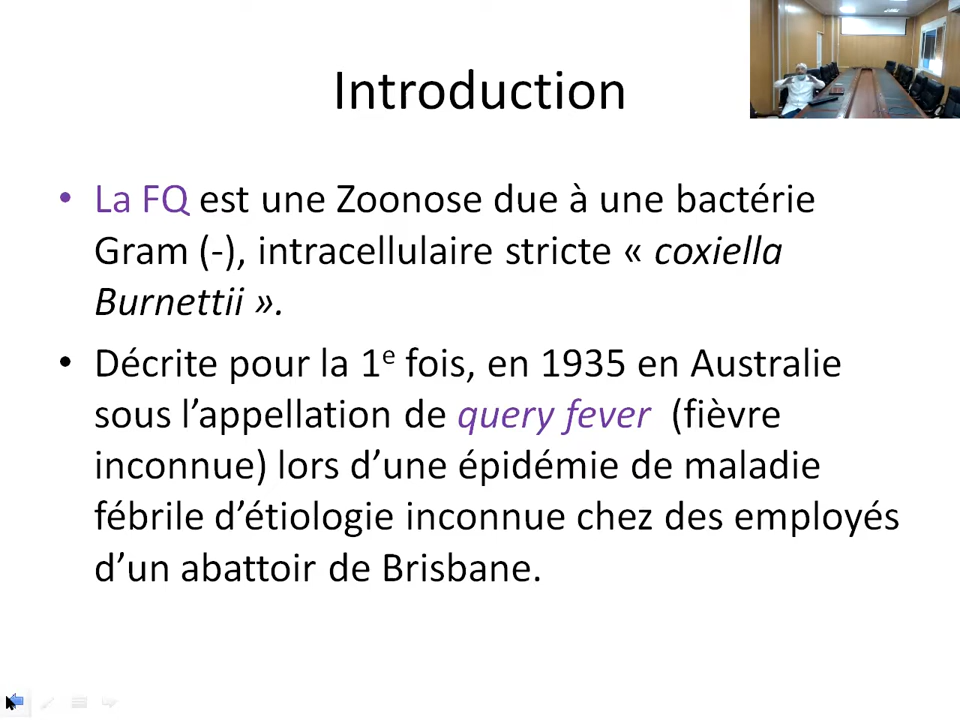 Introduction
• La FQ est une Zoonose due à une bactérie
Gram (-), intracellulaire stricte « coxiella
Burnettii ».
• Décrite pour la 1e fois, en 1935 en Australie
sous l’appellation de query fever (fièvre
inconnue) lors d’une épidémie de maladie
fébrile d’étiologie inconnue chez des employés
d’un abattoir de Brisbane.